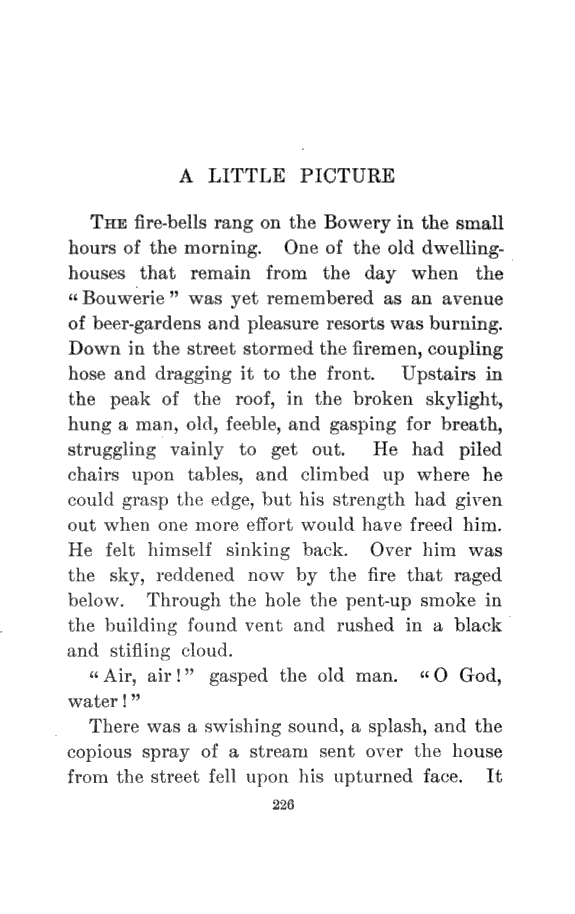 A LITTLE PICTURE
THE fire-bells rang on the Bowery in the small
hours of the morning. One of the old dwelling-
houses that remain from the day when the
“Bouwerie” was yet remembered as an avenue
of beer-gardens and pleasure resorts was burning.
Down in the street stormed the firemen, coupling
hose and dragging it to the front. Upstairs in
the peak of the roof, in the broken skylight,
hung a man, old, feeble, and gasping for breath,
struggling vainly to get out. He had piled
chairs upon tables, and climbed up where he
could grasp the edge, but his strength had given
out when one more effort would have freed him.
He felt himself sinking back. Over him was
the sky, reddened now by the fire that raged
below. Through the hole the pent-up smoke in
the building found vent and rushed in a black
and stifling cloud.
“Air, air!” gasped the old man. “O God,
water!”
There was a swishing sound, a splash, and the
copious spray of a stream sent over the house
from the street fell upon his upturned face. It
226